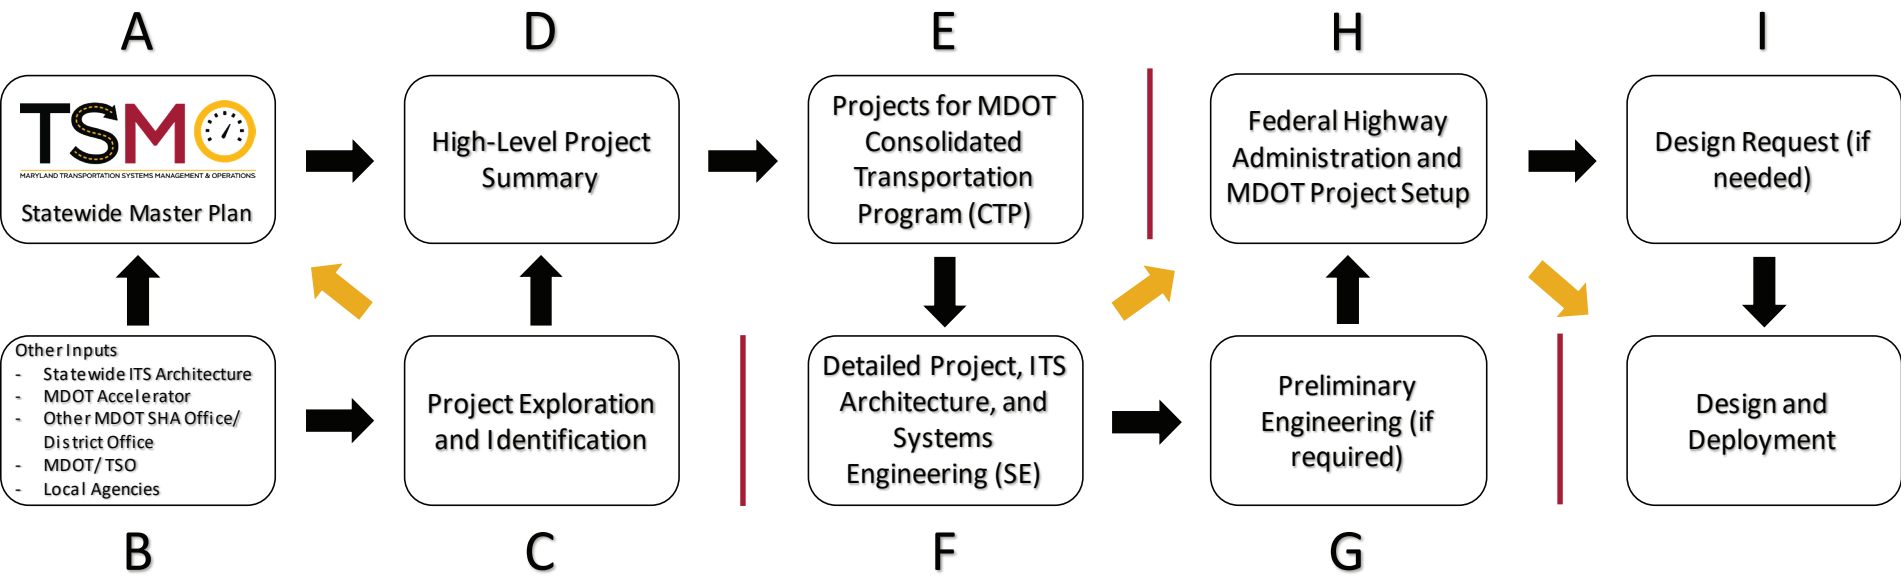 A
D
E
H
I
TSMO
MARYLAND TRANSPORTATION SYSTEMS MANAGEMENT & OPERATIONS
Statewide Master Plan
High-Level Project
Summary
Projects for MDOT
Consolidated
Transportation
Program (CTP)
Federal Highway
Administration and
MDOT Project Setup
Design Request (if
needed)
Other Inputs
- Statewide ITS Architecture
- MDOT Accelerator
- Other MDOT SHA Office/
District Office
- MDOT/ TSO
- Local Agencies
Project Exploration
and Identification
Detailed Project, ITS
Architecture, and
Systems
Engineering (SE)
Preliminary
Engineering (if
required)
Design and
Deployment
B
C
F
G